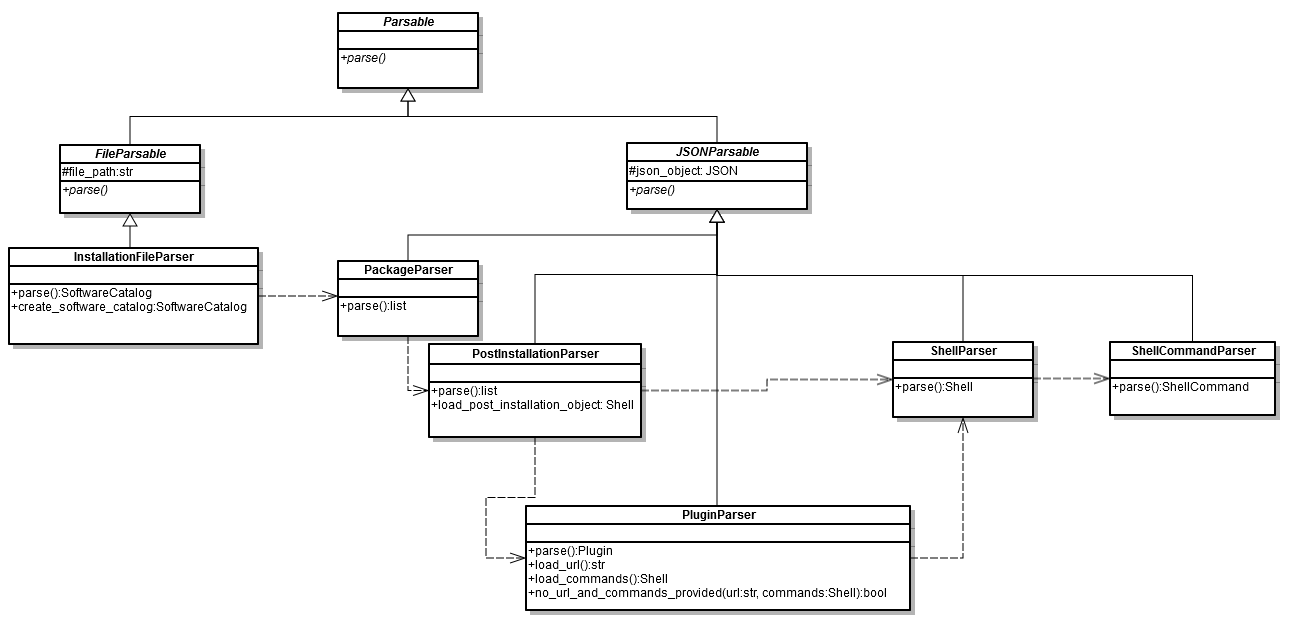 Parsable
+parse()
FileParsable
#file_path:str
+parse()
JSONParsable
#json_object: JSON
+parse()
InstallationFileParser
+parse():SoftwareCatalog
+create_software_catalog:SoftwareCatalog
PackageParser
+parse():list
PostInstallationParser
+parse():list
+load_post_installation_object: Shell
ShellParser
+parse():Shell
ShellCommandParser
+parse():ShellCommand
PluginParser
+parse():Plugin
+load_url():str
+load_commands():Shell
+no_url_and_commands_provided(url:str, commands:Shell):bool